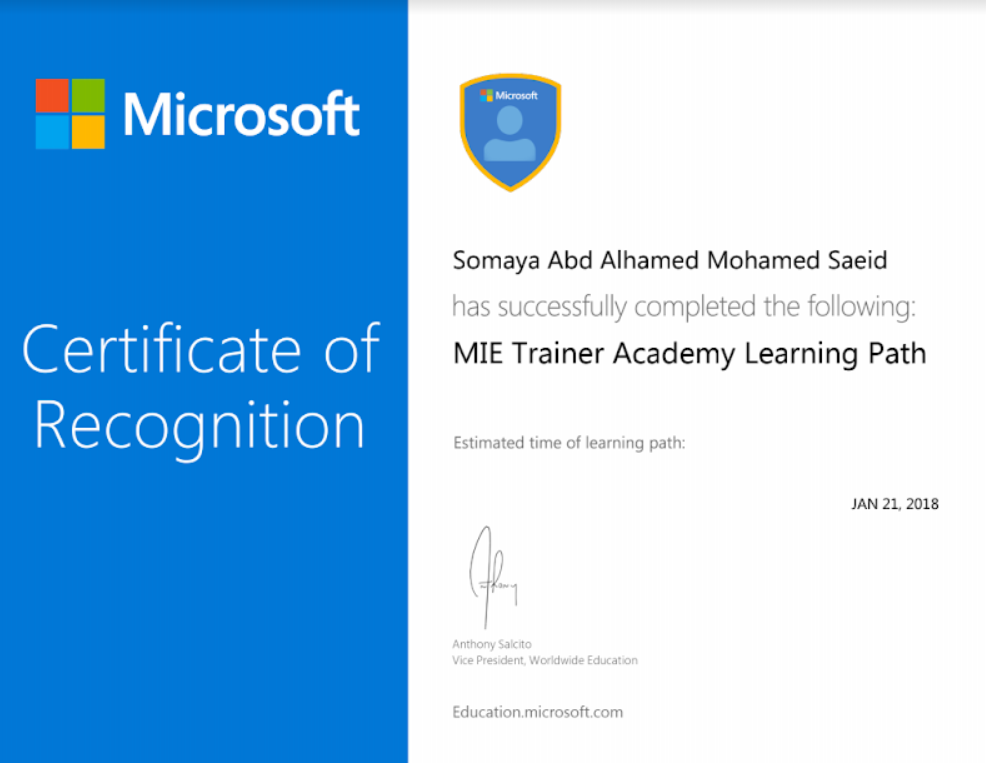 Microsoft
Certificate of
Recognition
Microsoft
Somaya Abd Alhamed Mohamed Saeid
has successfully completed the following:
MIE Trainer Academy Learning Path
Estimated time of learning path:
JAN 21, 2018
Anthony
Anthony Salcito
Vice President, Worldwide Education
Education.microsoft.com